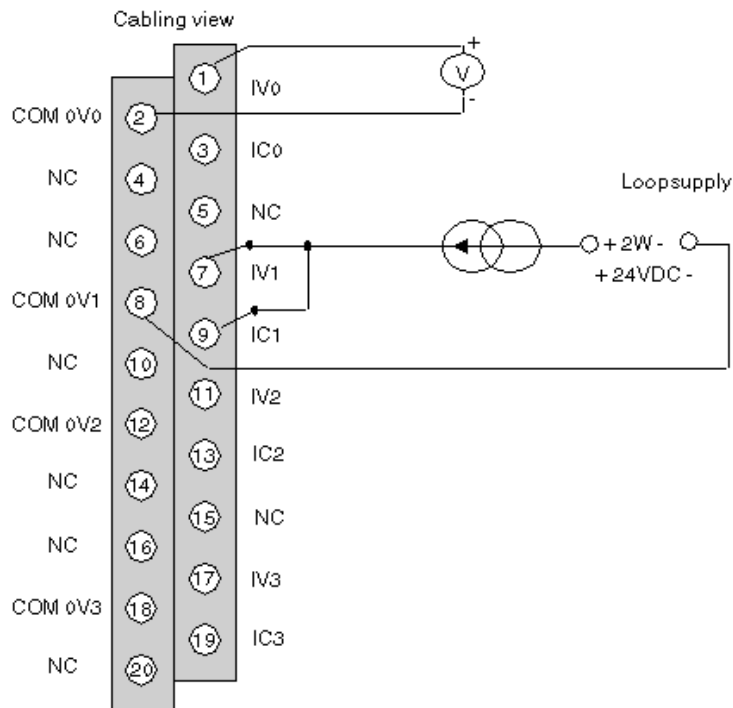 Cabling view
1
IV0
+
V
-
COM 0V0
2
3
IC0
NC
4
5
NC
Loopsupply
NC
6
7
IV1
+ 2W -
+ 24VDC -
COM 0V1
8
9
IC1
NC
10
11
IV2
COM 0V2
12
13
IC2
NC
14
15
NC
NC
16
17
IV3
COM 0V3
18
19
IC3
NC
20